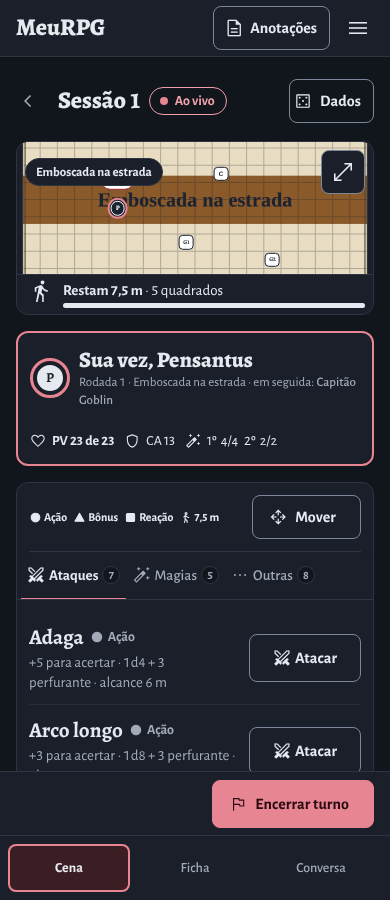 MeuRPG
Anotações
Sessão 1
Ao vivo
Dados
Emboscada na estrada
C
Emboscada na estrada
P
G1
G2
Restam 7,5 m · 5 quadrados
P
Sua vez, Pensantus
Rodada 1 · Emboscada na estrada · em seguida: Capitão
Goblin
PV 23 de 23
CA 13
1º 4/4 2º 2/2
Ação
Bônus
Reação
7,5 m
Mover
Ataques 7
Magias 5
Outras 8
Adaga
Ação
+5 para acertar · 1d4 + 3
perfurante · alcance 6 m
Atacar
Arco longo
Ação
+3 para acertar · 1d8 + 3 perfurante ·
Atacar
Encerrar turno
Cena
Ficha
Conversa